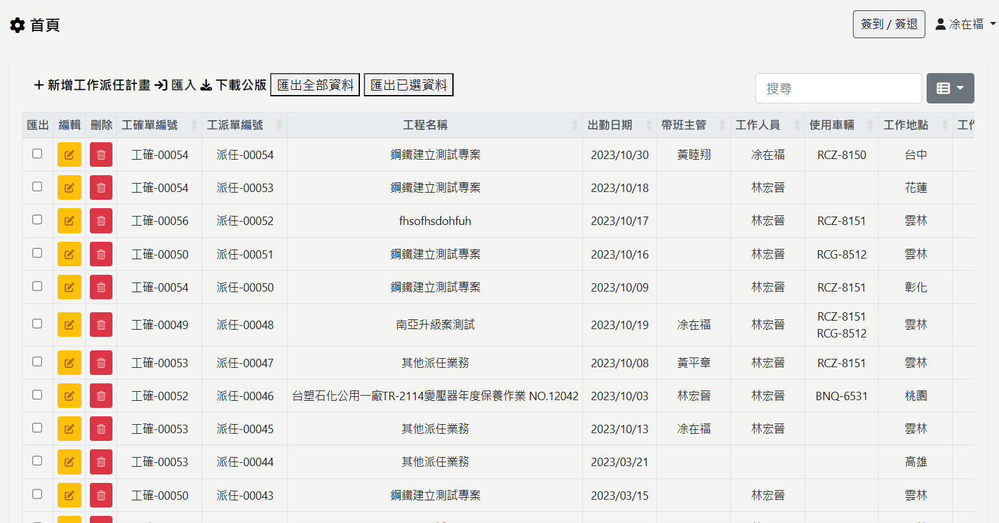 首頁
簽到 / 簽退 凃在福
新增工作派任計畫 匯入 下載公版 匯出全部資料 匯出已選資料 搜尋
匯出 編輯 刪除 工確單編號 工派單編號 工程名稱 出勤日期 帶班主管 工作人員 使用車輛 工作地點
工確-00054 派任-00054 鋼鐵建立測試專案 2023/10/30 黃睦翔 凃在福 RCZ-8150 台中
工確-00054 派任-00053 鋼鐵建立測試專案 2023/10/18 林宏晉 花蓮
工確-00056 派任-00052 fhsofhsdohfuh 2023/10/17 林宏晉 RCZ-8151 雲林
工確-00050 派任-00051 鋼鐵建立測試專案 2023/10/16 林宏晉 RCG-8512 雲林
工確-00054 派任-00050 鋼鐵建立測試專案 2023/10/09 林宏晉 RCZ-8151 彰化
工確-00049 派任-00048 南亞升級案測試 2023/10/19 凃在福 林宏晉 RCZ-8151 RCG-8512 雲林
工確-00053 派任-00047 其他派任業務 2023/10/08 黃平章 林宏晉 RCZ-8151 雲林
工確-00052 派任-00046 台塑石化公用一廠TR-2114變壓器年度保養作業 NO.12042 2023/10/03 林宏晉 林宏晉 BNQ-6531 桃園
工確-00053 派任-00045 其他派任業務 2023/10/13 凃在福 林宏晉 雲林
工確-00053 派任-00044 其他派任業務 2023/03/21 高雄
工確-00050 派任-00043 鋼鐵建立測試專案 2023/03/15 林宏晉 雲林